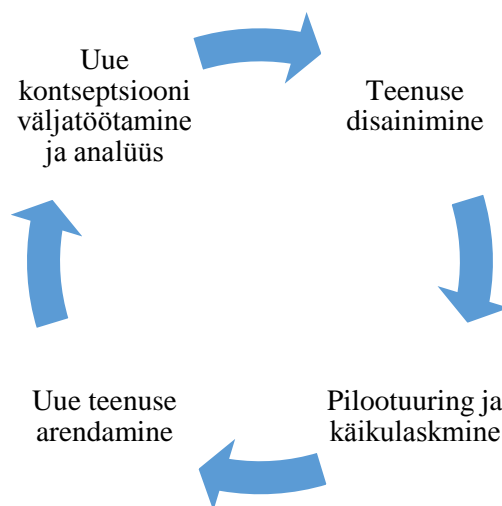 Uue
kontseptsiooni
väljatöötamine
ja analüüs
Teenuse
disainimine
Pilootuuring ja
käikulaskmine
Uue teenuse
arendamine